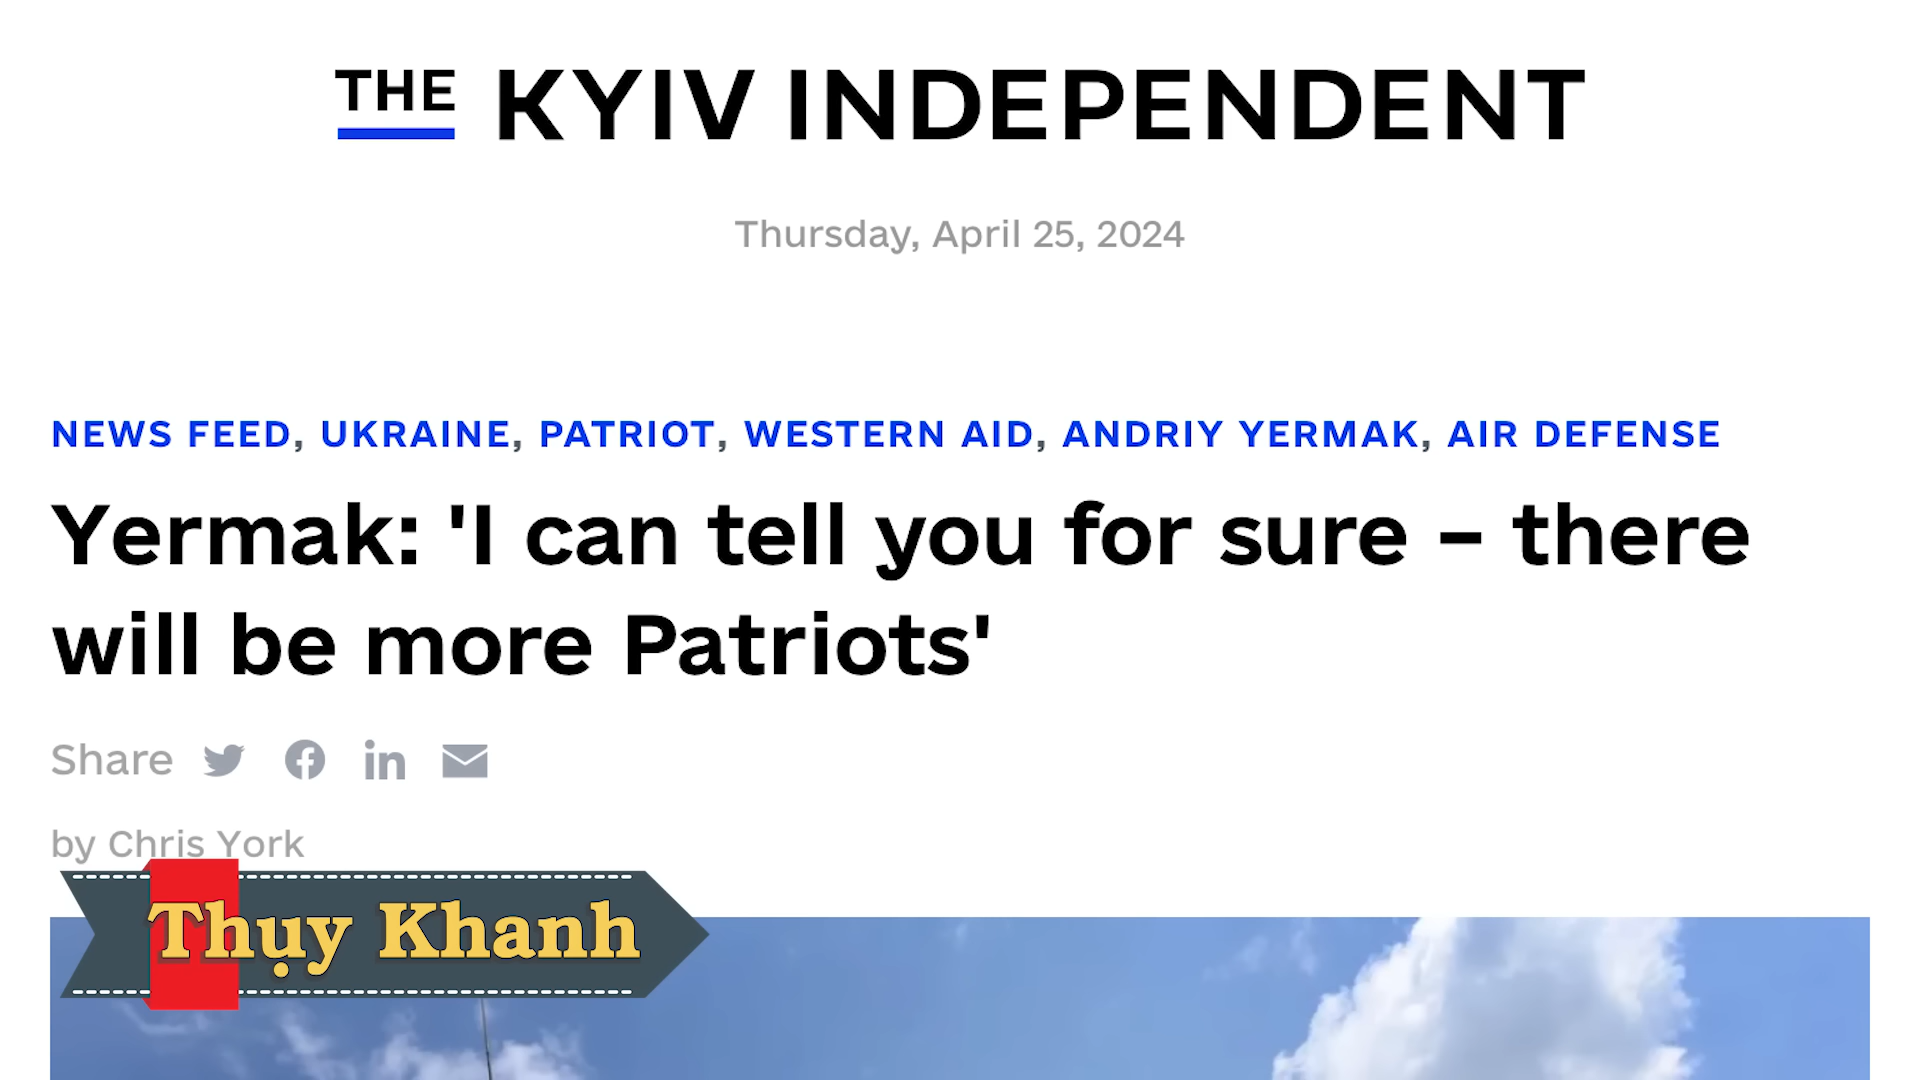 THE KYIV INDEPENDENT
Thursday, April 25, 2024
NEWS FEED, UKRAINE, PATRIOT, WESTERN AID, ANDRIY YERMAK, AIR DEFENSE
Yermak: 'I can tell you for sure – there
will be more Patriots'
Share
by Chris York
Thụy Khanh